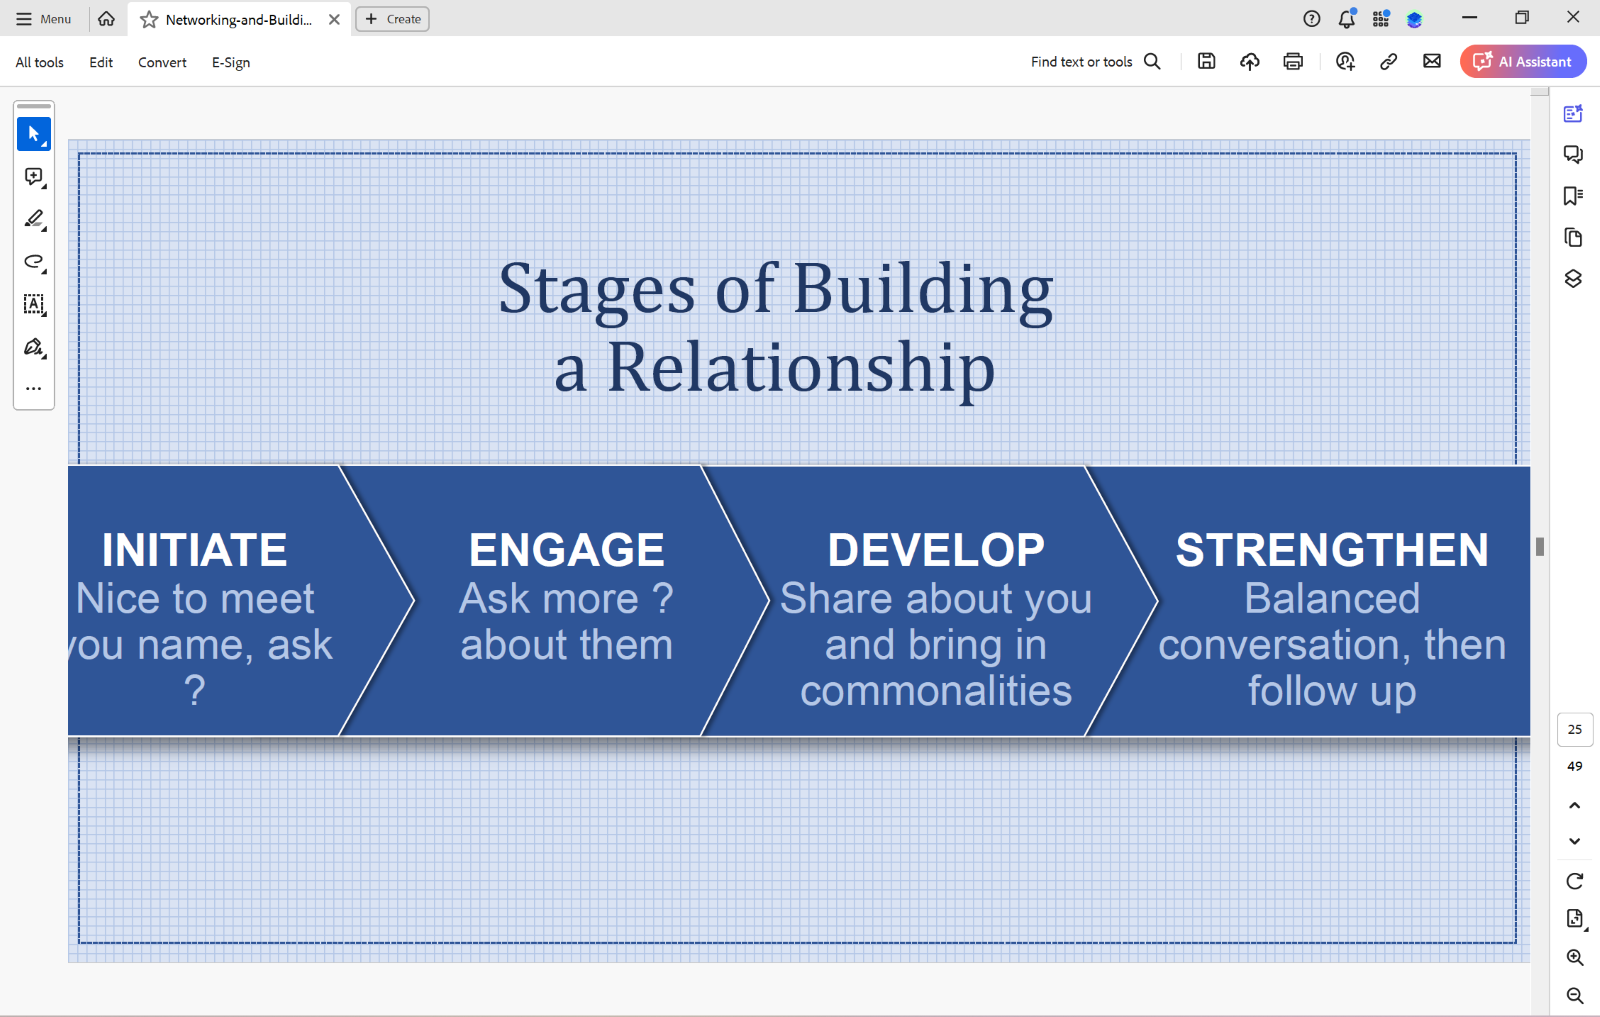 Menu
Networking-and-Buildi...
Create
All tools
Edit
Convert
E-Sign
Find text or tools
AI Assistant
Stages of Building
a Relationship
INITIATE
Nice to meet
you name, ask
?
ENGAGE
Ask more ?
about them
DEVELOP
Share about you
and bring in
commonalities
STRENGTHEN
Balanced
conversation, then
follow up
25
49